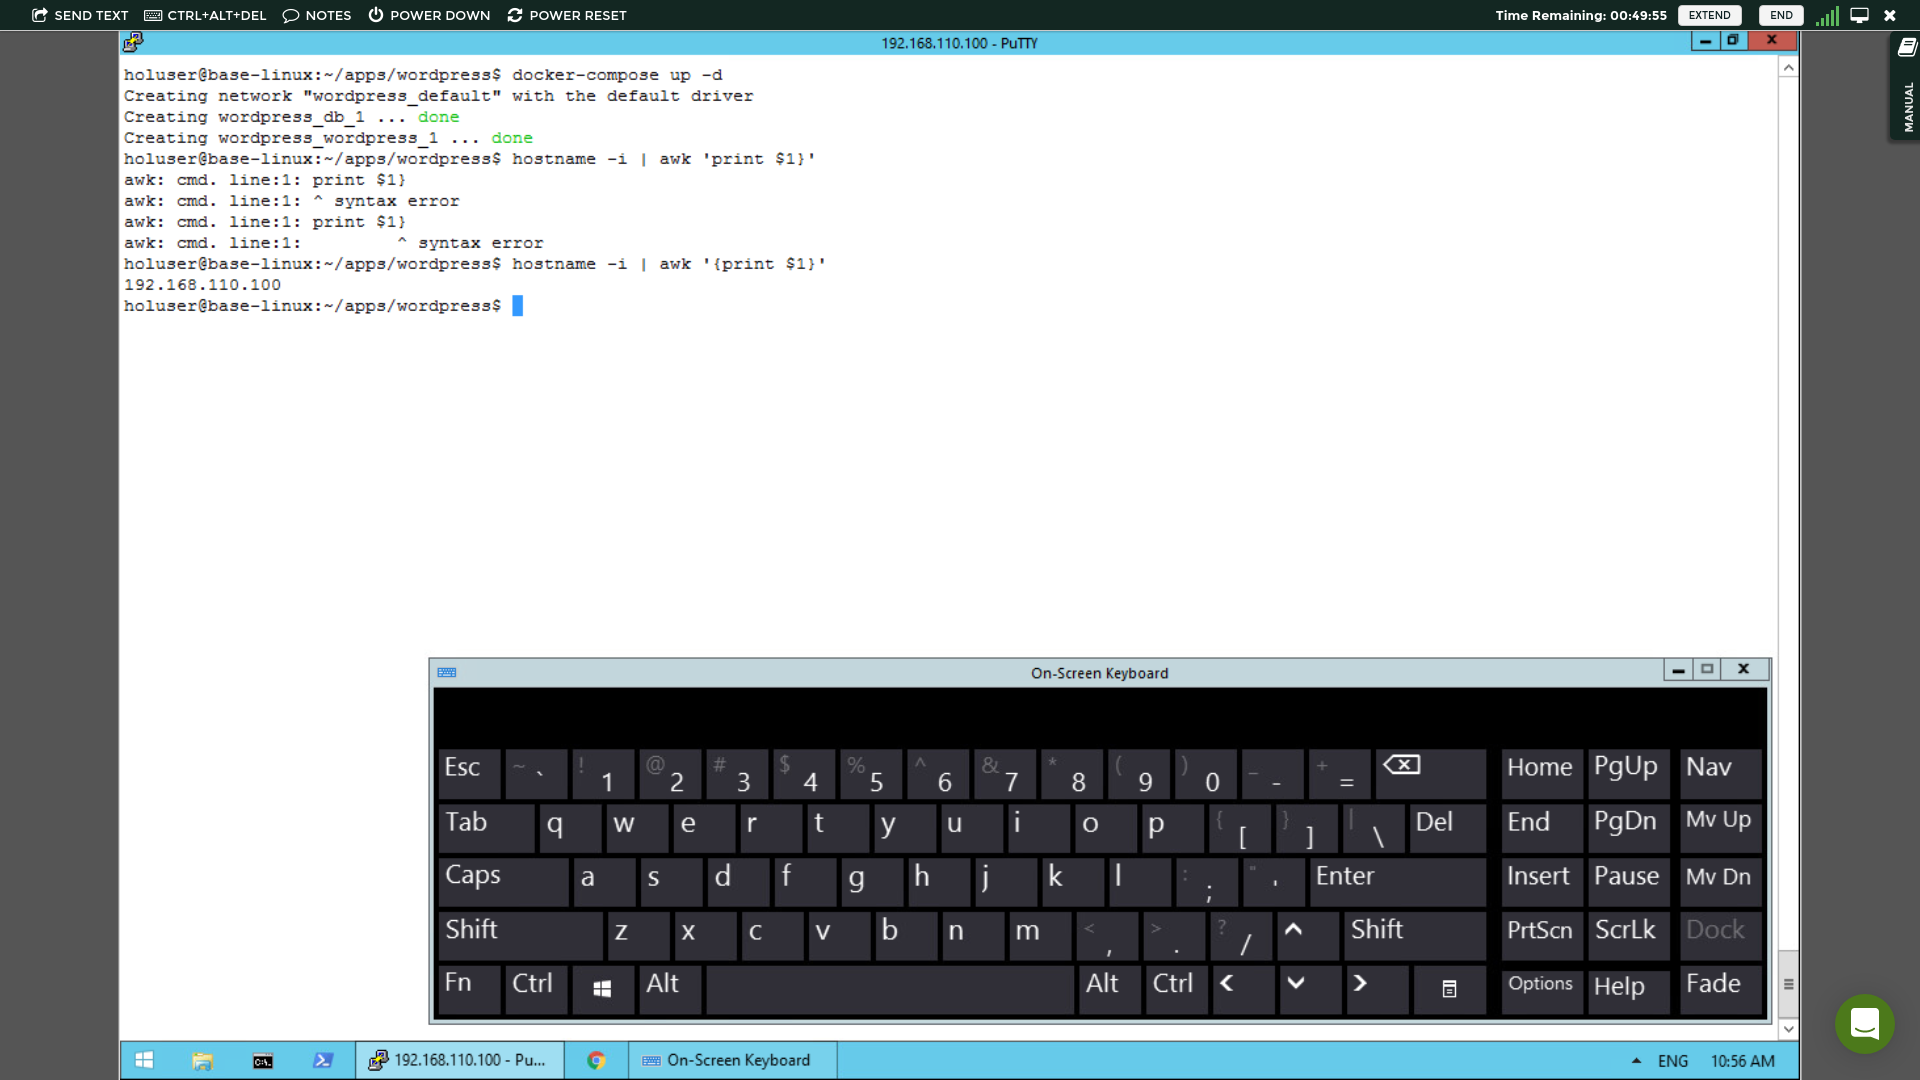 SEND TEXT CTRL+ALT+DEL NOTES POWER DOWN POWER RESET Time Remaining: 00:49:55 EXTEND END
192.168.110.100 - PuTTY
MANUAL
holuser@base-linux:~/apps/wordpress$ docker-compose up -d
Creating network "wordpress_default" with the default driver
Creating wordpress_db_1 ... done
Creating wordpress_wordpress_1 ... done
holuser@base-linux:~/apps/wordpress$ hostname -i | awk 'print $1}'
awk: cmd. line:1: print $1}
awk: cmd. line:1: ^ syntax error
awk: cmd. line:1: print $1}
awk: cmd. line:1:         ^ syntax error
holuser@base-linux:~/apps/wordpress$ hostname -i | awk '{print $1}'
192.168.110.100
holuser@base-linux:~/apps/wordpress$
On-Screen Keyboard
Esc ~ ` ! 1 @ 2 # 3 $ 4 % 5 ^ 6 & 7 * 8 ( 9 ) 0 _ - + = Home PgUp Nav
Tab q w e r t y u i o p { [ } ] | \ Del End PgDn Mv Up
Caps a s d f g h j k l : ; " ' Enter Insert Pause Mv Dn
Shift z x c v b n m < , > . ? / Shift PrtScn ScrLk Dock
Fn Ctrl Alt Alt Ctrl Options Help Fade
192.168.110.100 - Pu... On-Screen Keyboard ENG 10:56 AM